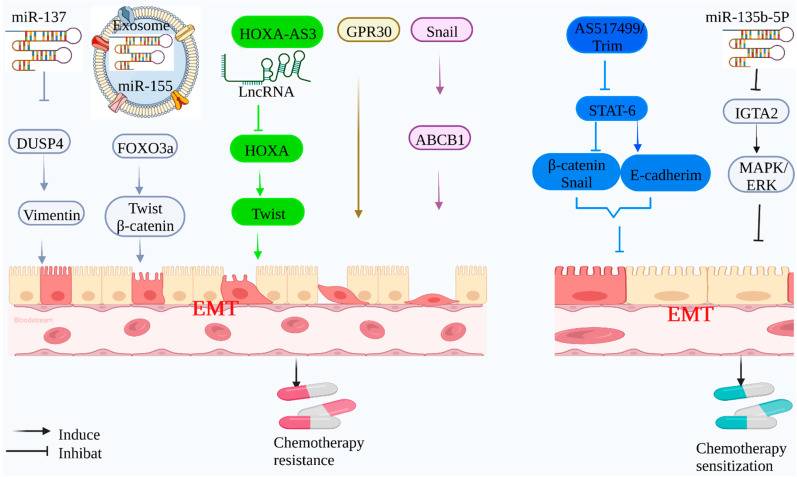 miR-137
Exosome
miR-155
HOXA-AS3
LncRNA
GPR30
Snail
AS517499/
Trim
miR-135b-5P
DUSP4
FOXO3a
HOXA
ABCB1
STAT-6
IGTA2
Vimentin
Twist
β-catenin
Twist
β-catenin
Snail
E-cadherim
MAPK/
ERK
EMT
EMT
Bloodstream
Chemotherapy
resistance
Chemotherapy
sensitization
Induce
Inhibat